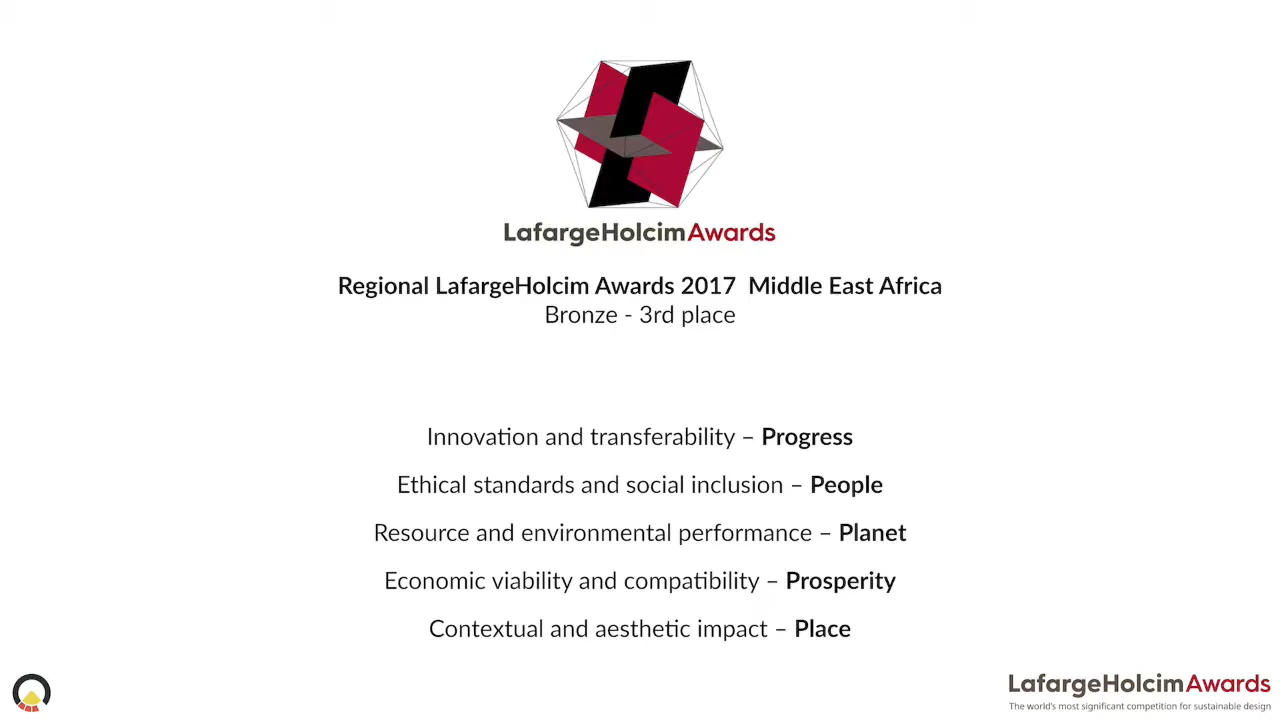 LafargeHolcimAwards
Regional LafargeHolcim Awards 2017  Middle East Africa
Bronze - 3rd place
Innovation and transferability – Progress
Ethical standards and social inclusion – People
Resource and environmental performance – Planet
Economic viability and compatibility – Prosperity
Contextual and aesthetic impact – Place
LafargeHolcimAwards
The world's most significant competition for sustainable design